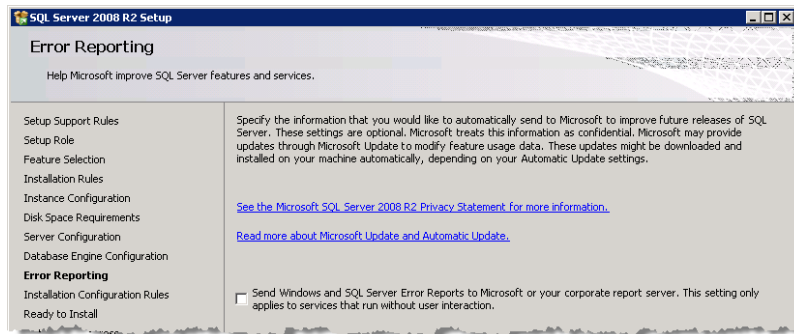 SQL Server 2008 R2 Setup
Error Reporting
Help Microsoft improve SQL Server features and services.
Setup Support Rules
Setup Role
Feature Selection
Installation Rules
Instance Configuration
Disk Space Requirements
Server Configuration
Database Engine Configuration
Error Reporting
Installation Configuration Rules
Ready to Install
Specify the information that you would like to automatically send to Microsoft to improve future releases of SQL
Server. These settings are optional. Microsoft treats this information as confidential. Microsoft may provide
updates through Microsoft Update to modify feature usage data. These updates might be downloaded and
installed on your machine automatically, depending on your Automatic Update settings.
See the Microsoft SQL Server 2008 R2 Privacy Statement for more information.
Read more about Microsoft Update and Automatic Update.
Send Windows and SQL Server Error Reports to Microsoft or your corporate report server. This setting only
applies to services that run without user interaction.